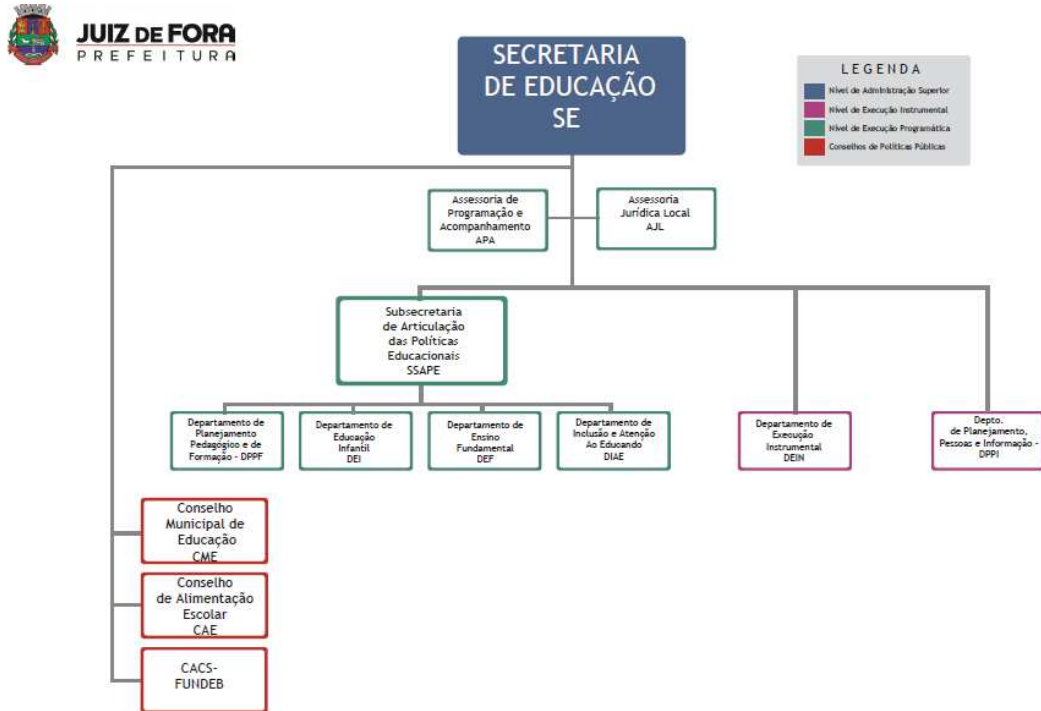 JUIZ DE FORA
PREFEITURA
SECRETARIA
DE EDUCAÇÃO
SE
LEGENDA
Nível de Administração Superior
Nível de Execução Instrumental
Nível de Execução Programática
Conselhos de Políticas Públicas
Assessoria de
Programação e
Acompanhamento
APA
Assessoria
Jurídica Local
AJL
Subsecretaria
de Articulação
das Políticas
Educacionais
SSAPE
Departamento de
Planejamento
Pedagógico e de
Formação - DPPF
Departamento de
Educação
Infantil
DEI
Departamento de
Ensino
Fundamental
DEF
Departamento de
Inclusão e Atenção
Ao Educando
DIAE
Departamento de
Execução
Instrumental
DEIN
Depto.
de Planejamento,
Pessoas e Informação -
DPPI
Conselho
Municipal de
Educação
CME
Conselho
de Alimentação
Escolar
CAE
CACS-
FUNDEB